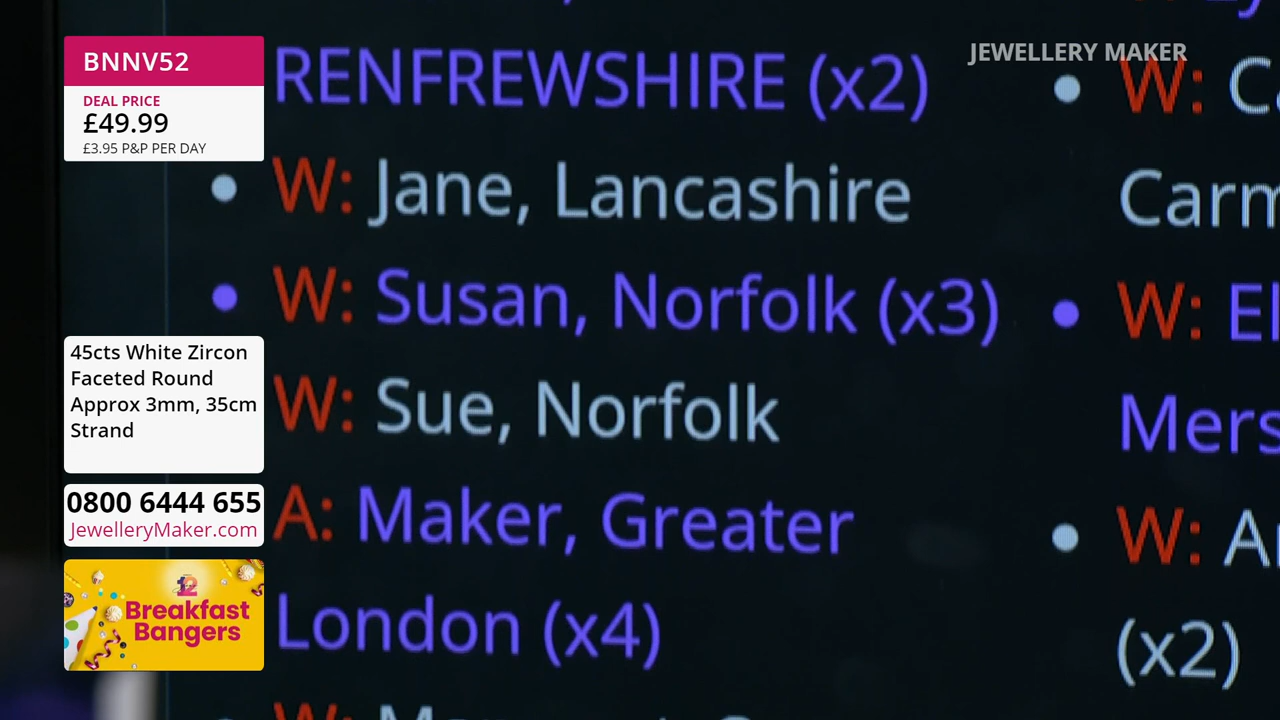 BNNV52
DEAL PRICE
£49.99
£3.95 P&P PER DAY
45cts White Zircon
Faceted Round
Approx 3mm, 35cm
Strand
0800 6444 655
JewelleryMaker.com
12
Breakfast
Bangers
JEWELLERY MAKER
RENFREWSHIRE (x2)
W: Jane, Lancashire
W: Susan, Norfolk (x3)
W: Sue, Norfolk
A: Maker, Greater
London (x4)
W:
W:
W:
W:
(x2)